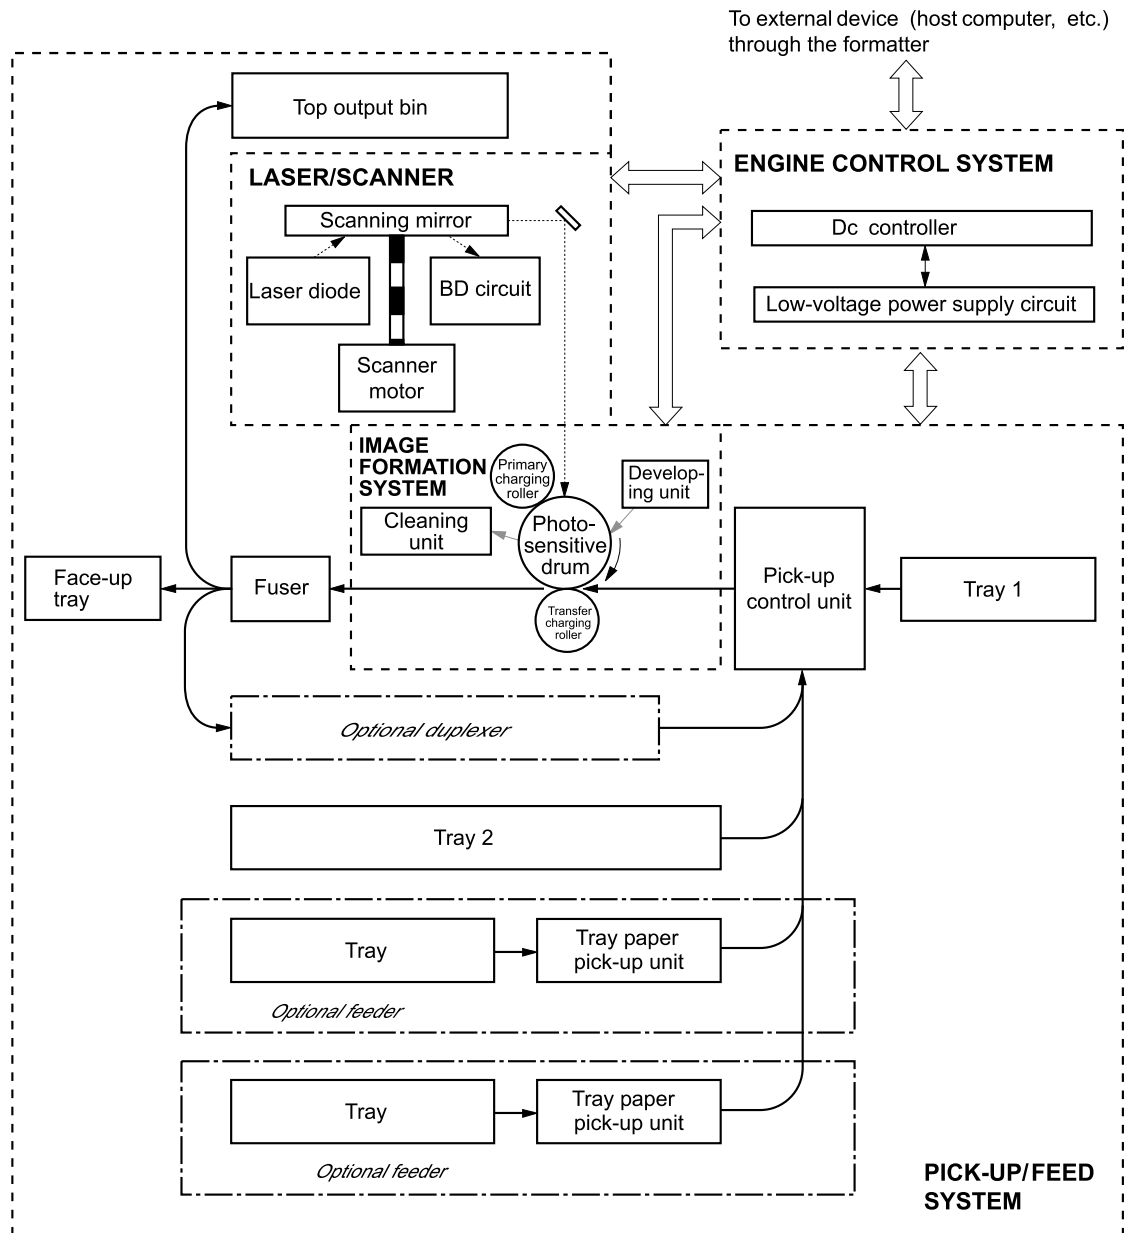 To external device (host computer, etc.)
through the formatter
Top output bin
LASER/SCANNER
ENGINE CONTROL SYSTEM
Scanning mirror
Dc controller
Laser diode
BD circuit
Low-voltage power supply circuit
Scanner
motor
IMAGE
FORMATION
SYSTEM
Primary
charging
roller
Develop-
ing unit
Cleaning
unit
Photo-
sensitive
drum
Face-up
tray
Fuser
Transfer
charging
roller
Pick-up
control unit
Tray 1
Optional duplexer
Tray 2
Tray
Tray paper
pick-up unit
Optional feeder
Tray
Tray paper
pick-up unit
Optional feeder
PICK-UP/FEED
SYSTEM